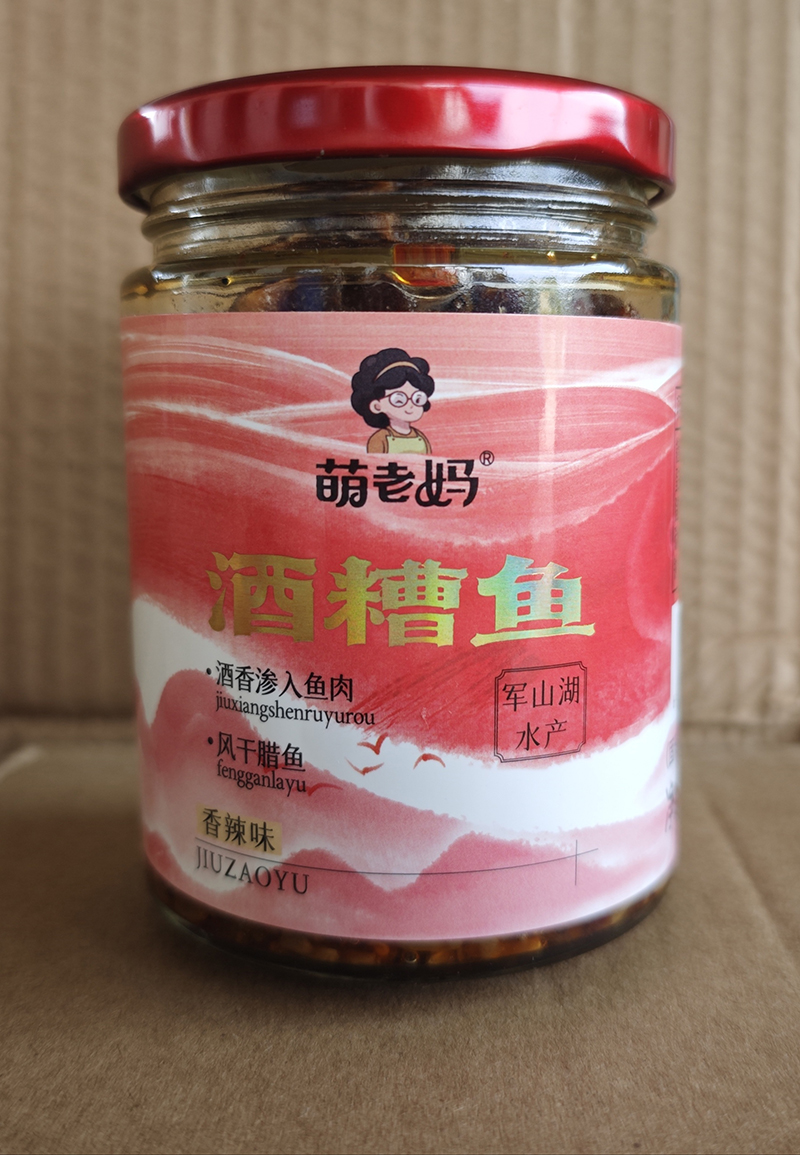 萌老妈®
酒糟鱼
·酒香渗入鱼肉
jiuxiangshenruyurou
·风干腊鱼
fengganlayu
军山湖
水产
香辣味
JIUZAOYU